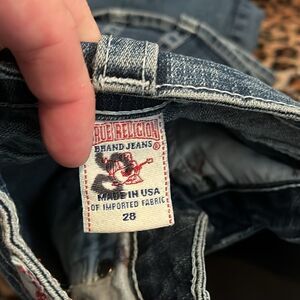 TRUE RELIGION
BRAND JEANS®
MADE IN USA
OF IMPORTED FABRIC
28